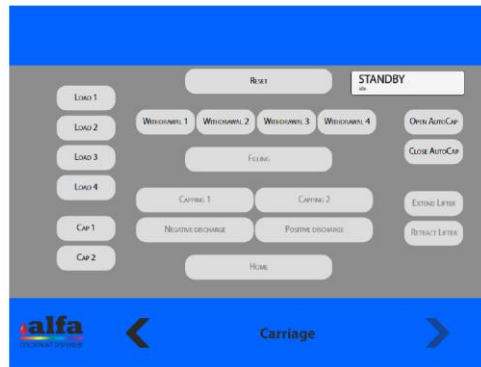 Reset
STANDBY
Load 1
Load 2
Load 3
Load 4
Cap 1
Cap 2
Withdrawal 1 Withdrawal 2 Withdrawal 3 Withdrawal 4
Filling
Capping 1 Capping 2
Negative discharge Positive discharge
Home
Open AutoCap
Close AutoCap
Extend Lifter
Retract Lifter
alfa
Carriage